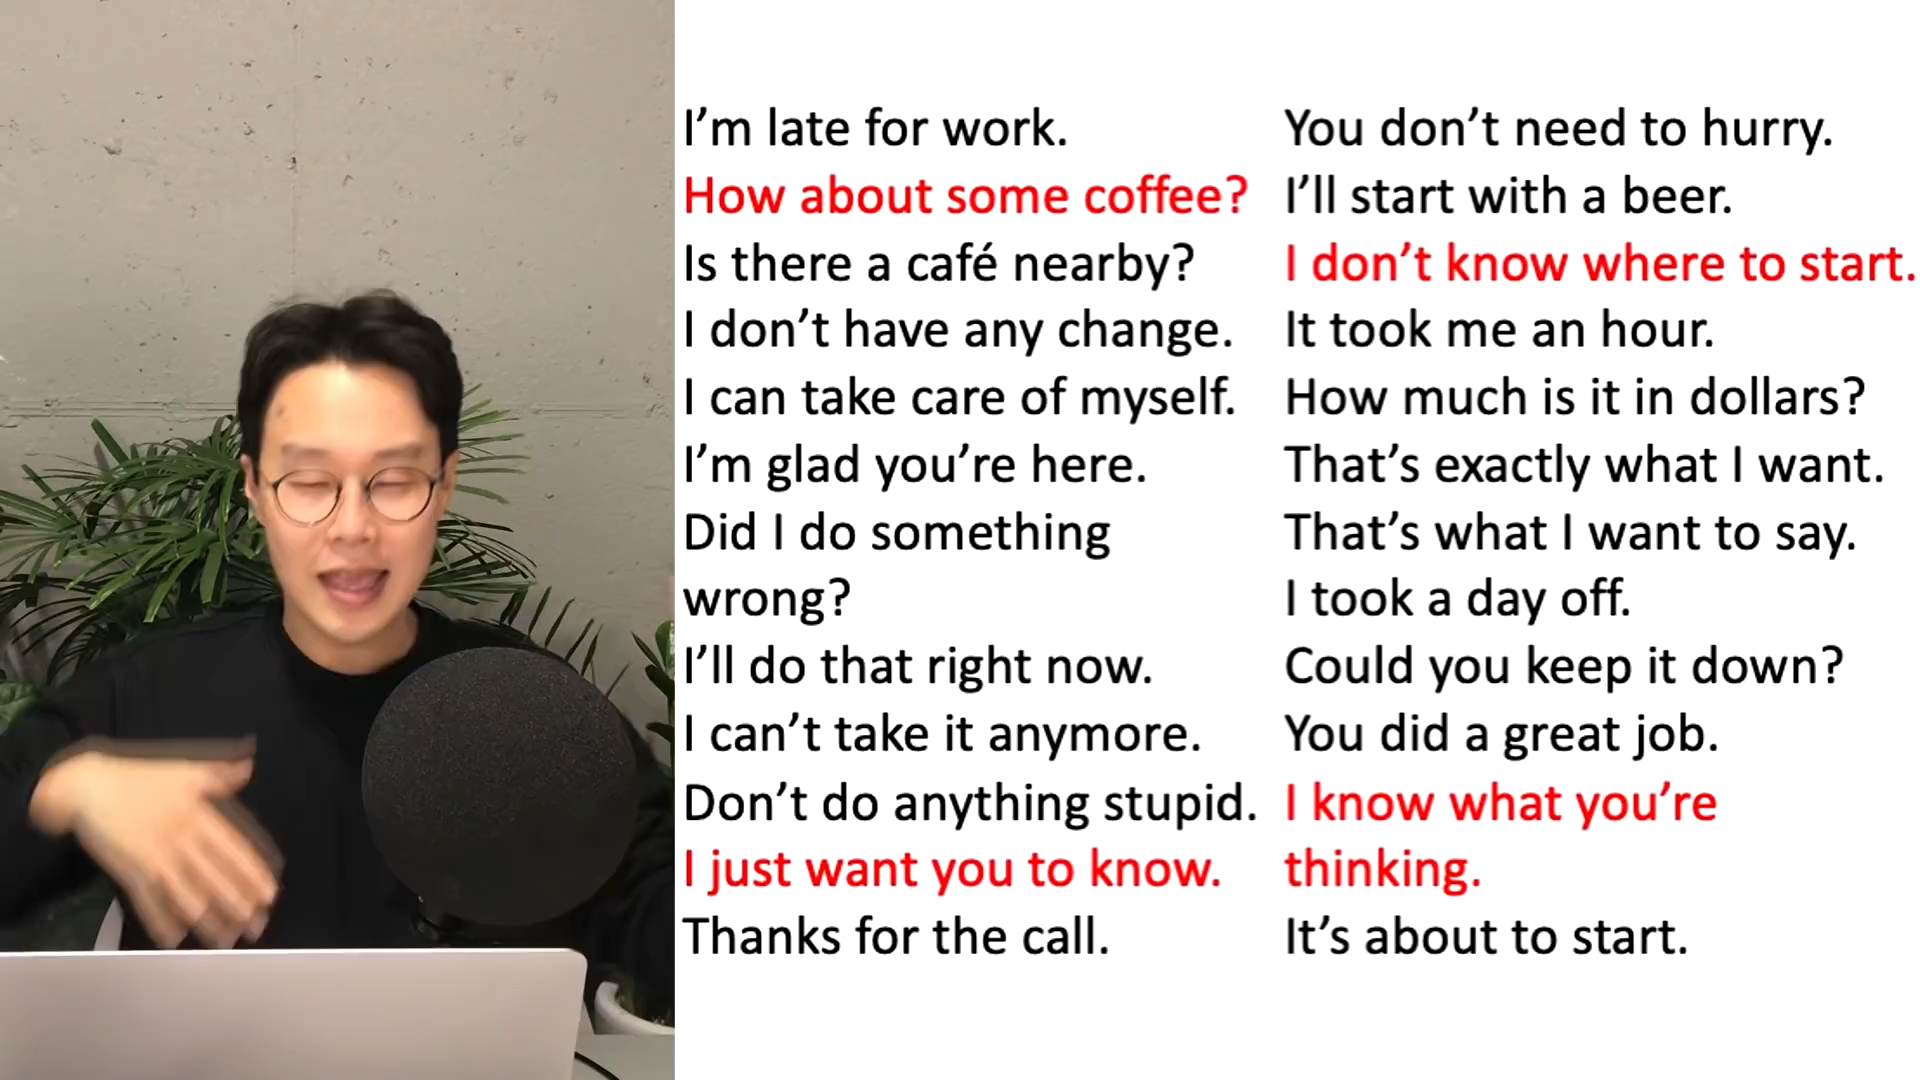 I’m late for work.
How about some coffee?
Is there a café nearby?
I don’t have any change.
I can take care of myself.
I’m glad you’re here.
Did I do something
wrong?
I’ll do that right now.
I can’t take it anymore.
Don’t do anything stupid.
I just want you to know.
Thanks for the call.
You don’t need to hurry.
I’ll start with a beer.
I don’t know where to start.
It took me an hour.
How much is it in dollars?
That’s exactly what I want.
That’s what I want to say.
I took a day off.
Could you keep it down?
You did a great job.
I know what you’re
thinking.
It’s about to start.